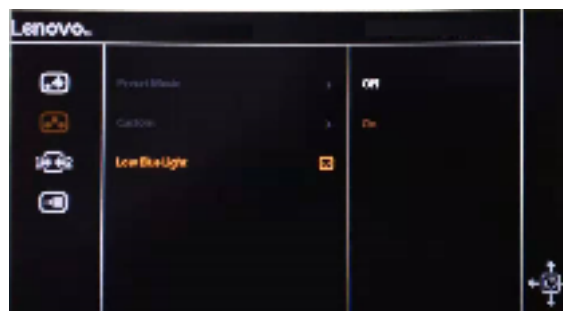 Lenovo.
Preset Mode
Off
Custom
On
Low Blue Light